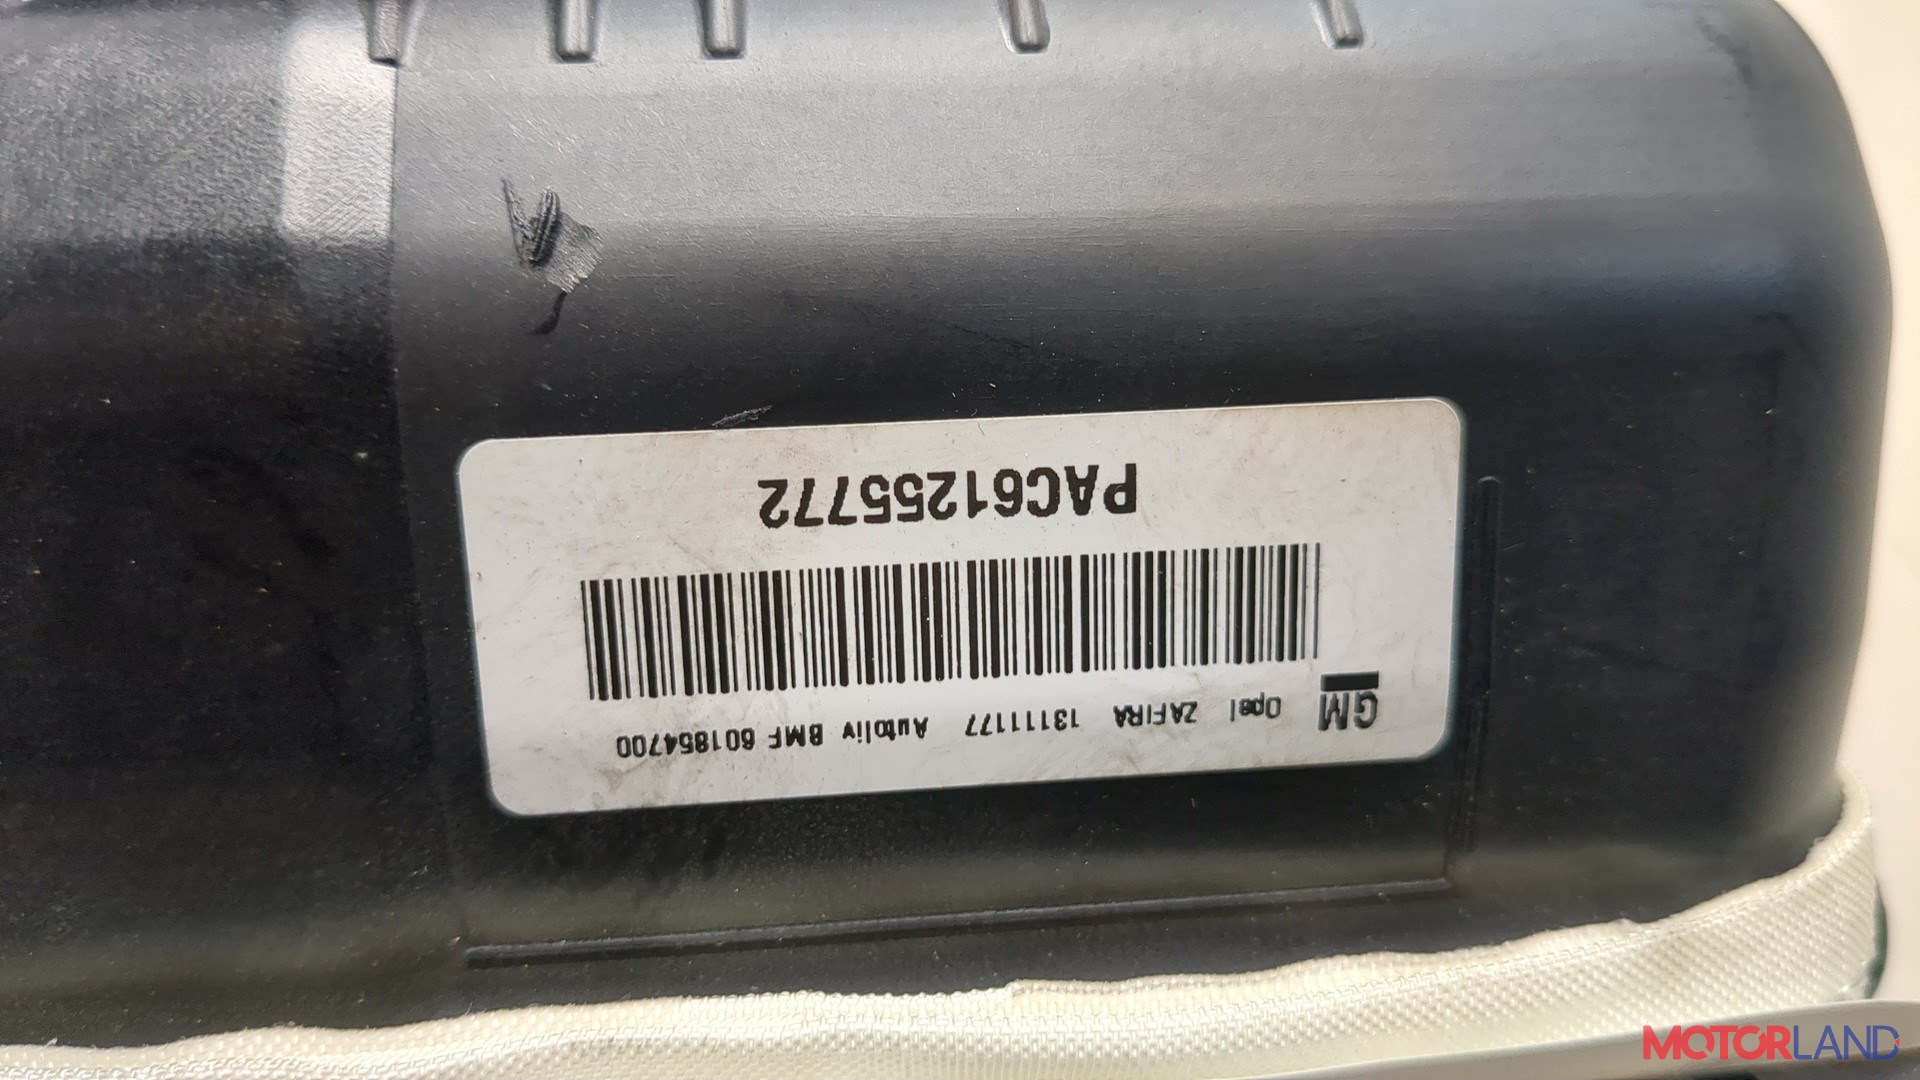 GM Opel ZAFIRA 13111177 Autoliv BMF 601854700
PAC61255772
MOTORLAND